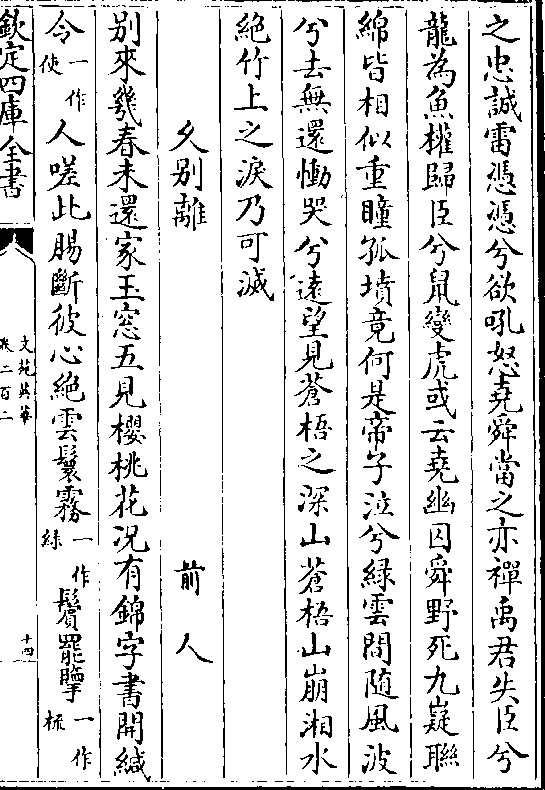 之忠誠雷憑憑兮欲吼怒堯舜當之亦禪禹君失臣兮
龍為魚權歸臣兮鼠變虎或云堯幽囚舜野死九嶷聯
綿皆相似重瞳孤墳竟何是帝子泣兮綠雲間随風波
兮去無還慟哭兮遠望見蒼梧之深山蒼梧山崩湘水
絶竹上之淚乃可滅
久别離 前人
别來幾春未還家玉窓五見櫻桃花况有錦字書開緘
令一作使人嗟此腸斷彼心絶雲鬟霧一作綠鬢罷擥一作梳
欽定四庫全書
文苑英華
卷二百二
十四